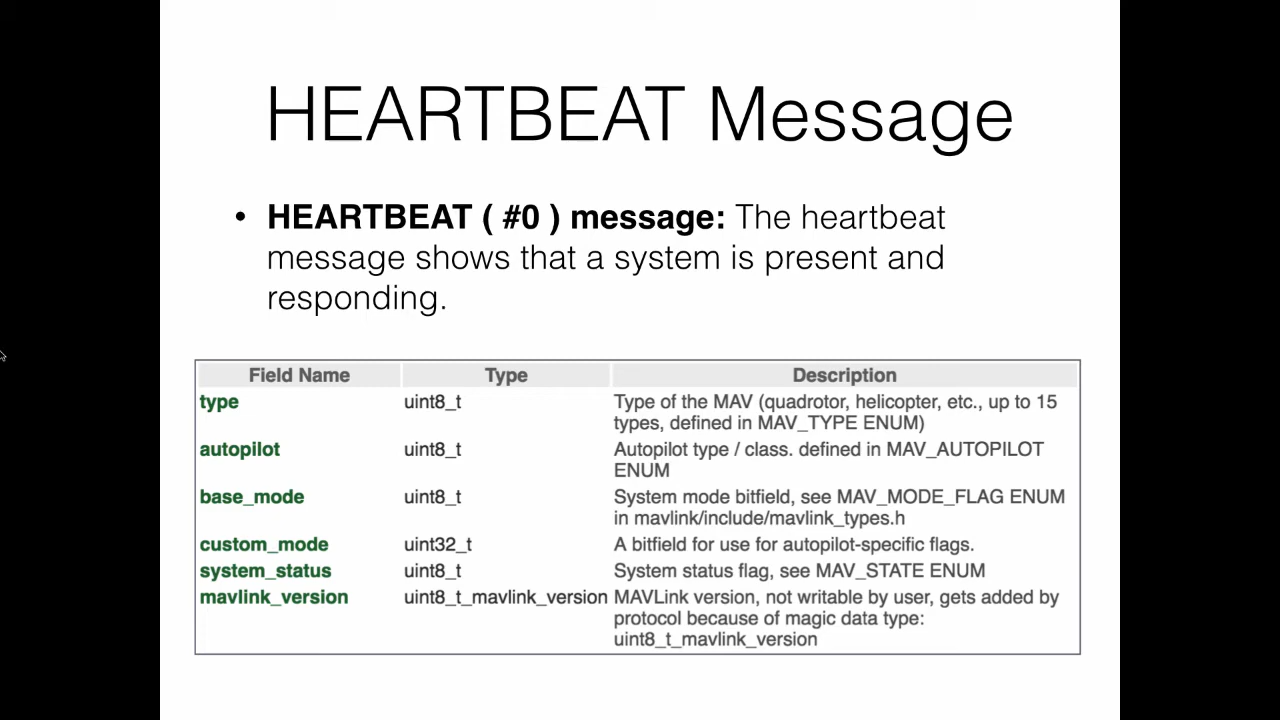 HEARTBEAT Message
• HEARTBEAT ( #0 ) message: The heartbeat
message shows that a system is present and
responding.
Field Name Type Description
type uint8_t Type of the MAV (quadrotor, helicopter, etc., up to 15
types, defined in MAV_TYPE ENUM)
autopilot uint8_t Autopilot type / class. defined in MAV_AUTOPILOT
ENUM
base_mode uint8_t System mode bitfield, see MAV_MODE_FLAG ENUM
in mavlink/include/mavlink_types.h
custom_mode uint32_t A bitfield for use for autopilot-specific flags.
system_status uint8_t System status flag, see MAV_STATE ENUM
mavlink_version uint8_t_mavlink_version MAVLink version, not writable by user, gets added by
protocol because of magic data type:
uint8_t_mavlink_version